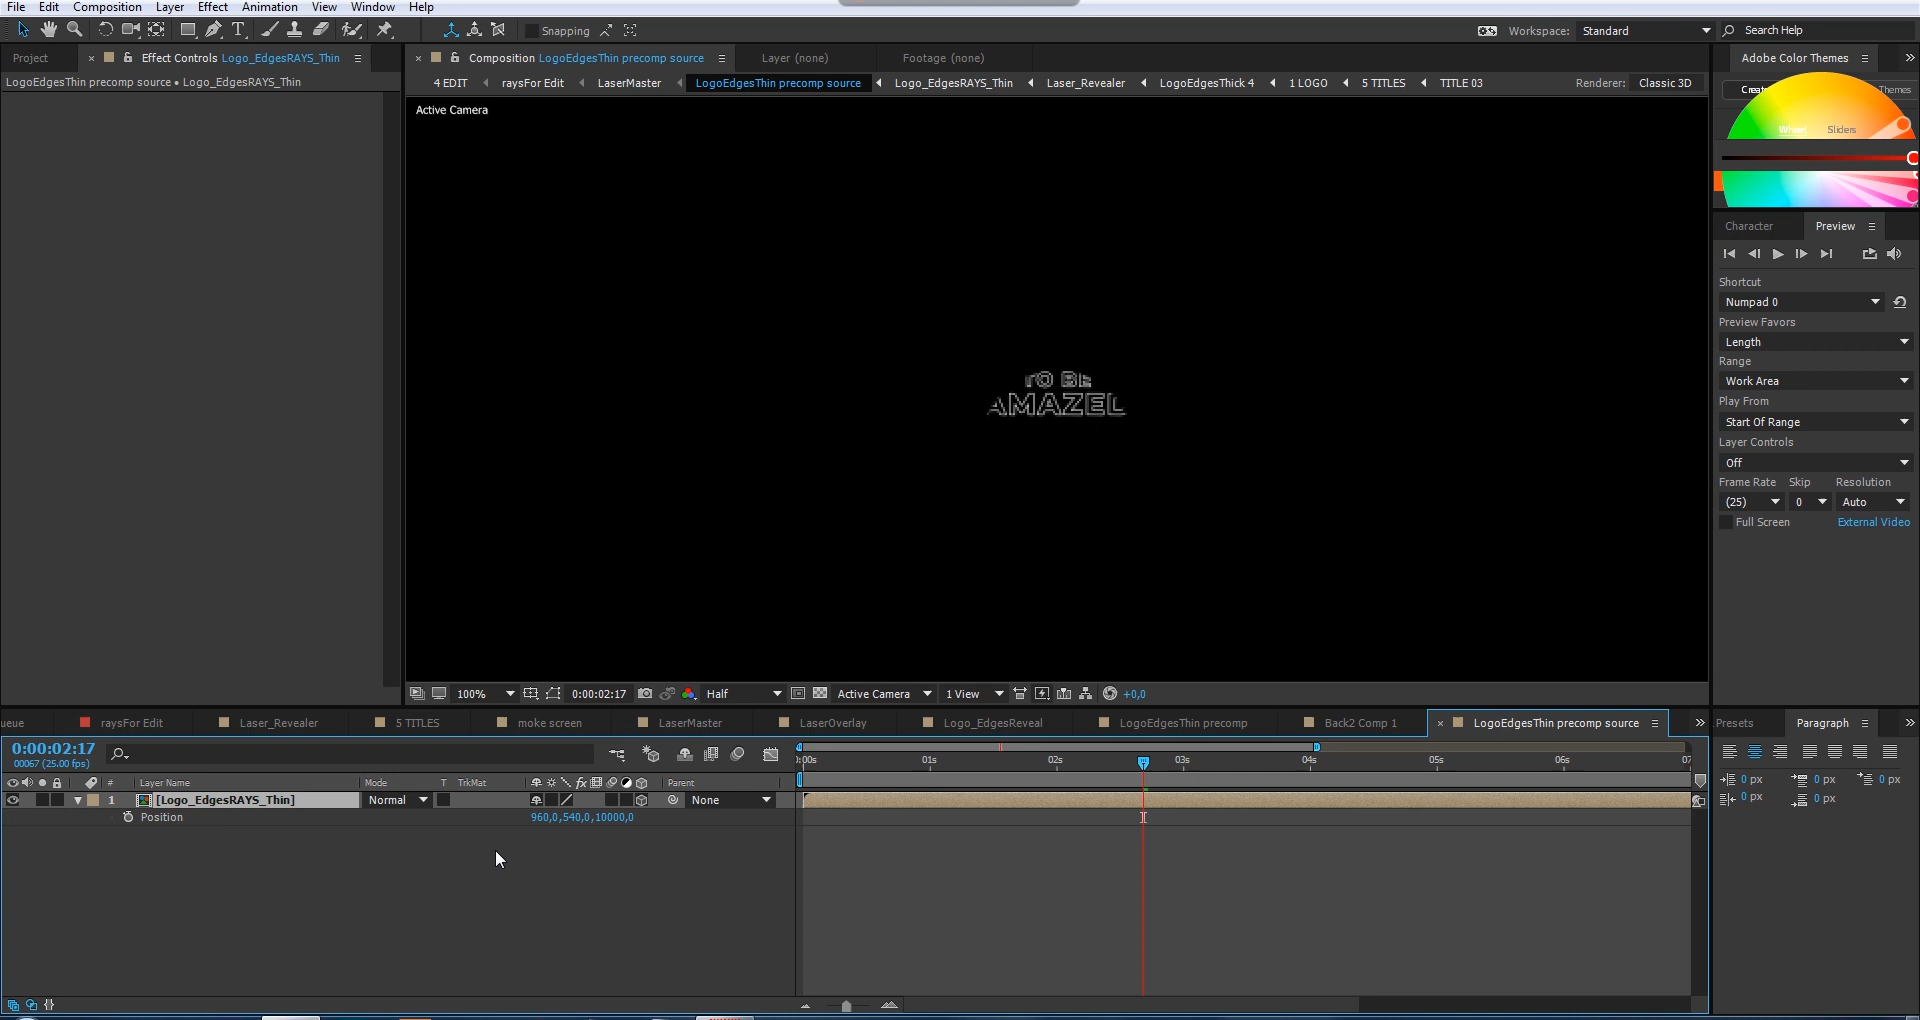 File Edit Composition Layer Effect Animation View Window Help
Snapping
Workspace: Standard
Search Help
Project
Effect Controls Logo_EdgesRAYS_Thin
Composition LogoEdgesThin precomp source
Layer (none)
Footage (none)
Adobe Color Themes
LogoEdgesThin precomp source • Logo_EdgesRAYS_Thin
4 EDIT raysFor Edit LaserMaster LogoEdgesThin precomp source Logo_EdgesRAYS_Thin Laser_Revealer LogoEdgesThick 4 1 LOGO 5 TITLES TITLE 03
Renderer: Classic 3D
Themes
Active Camera
Wheel Sliders
TO BE
AMAZEL
Character Preview
Shortcut
Numpad 0
Preview Favors
Length
Range
Work Area
Play From
Start Of Range
Layer Controls
Off
Frame Rate Skip Resolution
(25) 0 Auto
Full Screen External Video
100% 0:00:02:17 Half Active Camera 1 View +0,0
ueue raysFor Edit Laser_Revealer 5 TITLES moke screen LaserMaster LaserOverlay Logo_EdgesReveal LogoEdgesThin precomp Back2 Comp 1 LogoEdgesThin precomp source
Presets Paragraph
0:00:02:17
00067 (25.00 fps)
:00s 01s 02s 03s 04s 05s 06s 07
# Layer Name Mode T TrkMat Parent
1 [Logo_EdgesRAYS_Thin] Normal None
Position 960,0,540,0,10000,0
0 px 0 px 0 px
0 px 0 px